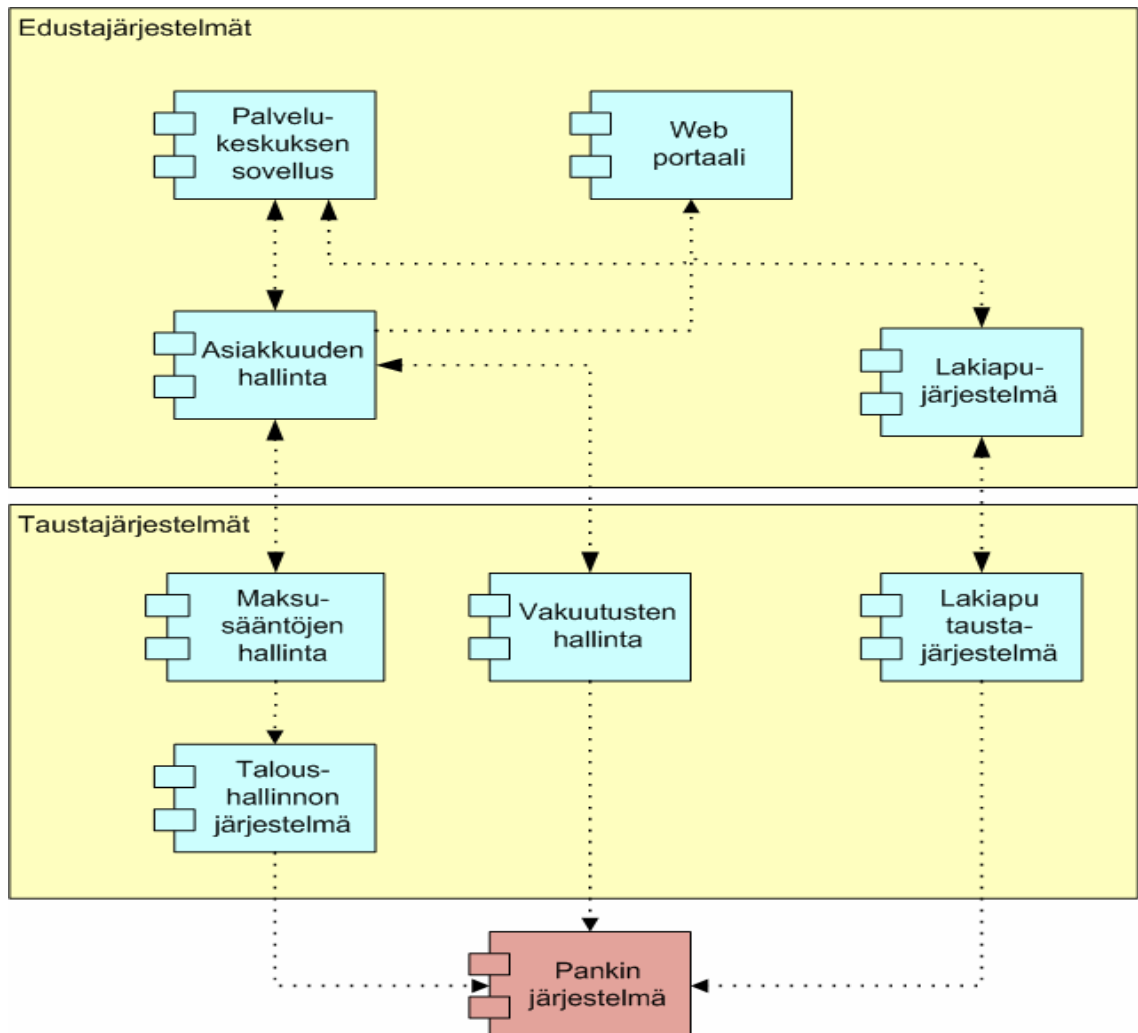 Edustajärjestelmät
Palvelu-
keskuksen
sovellus
Web
portaali
Asiakkuuden
hallinta
Lakiapu-
järjestelmä
Taustajärjestelmät
Maksu-
sääntöjen
hallinta
Vakuutusten
hallinta
Lakiapu
tausta-
järjestelmä
Talous-
hallinnon
järjestelmä
Pankin
järjestelmä